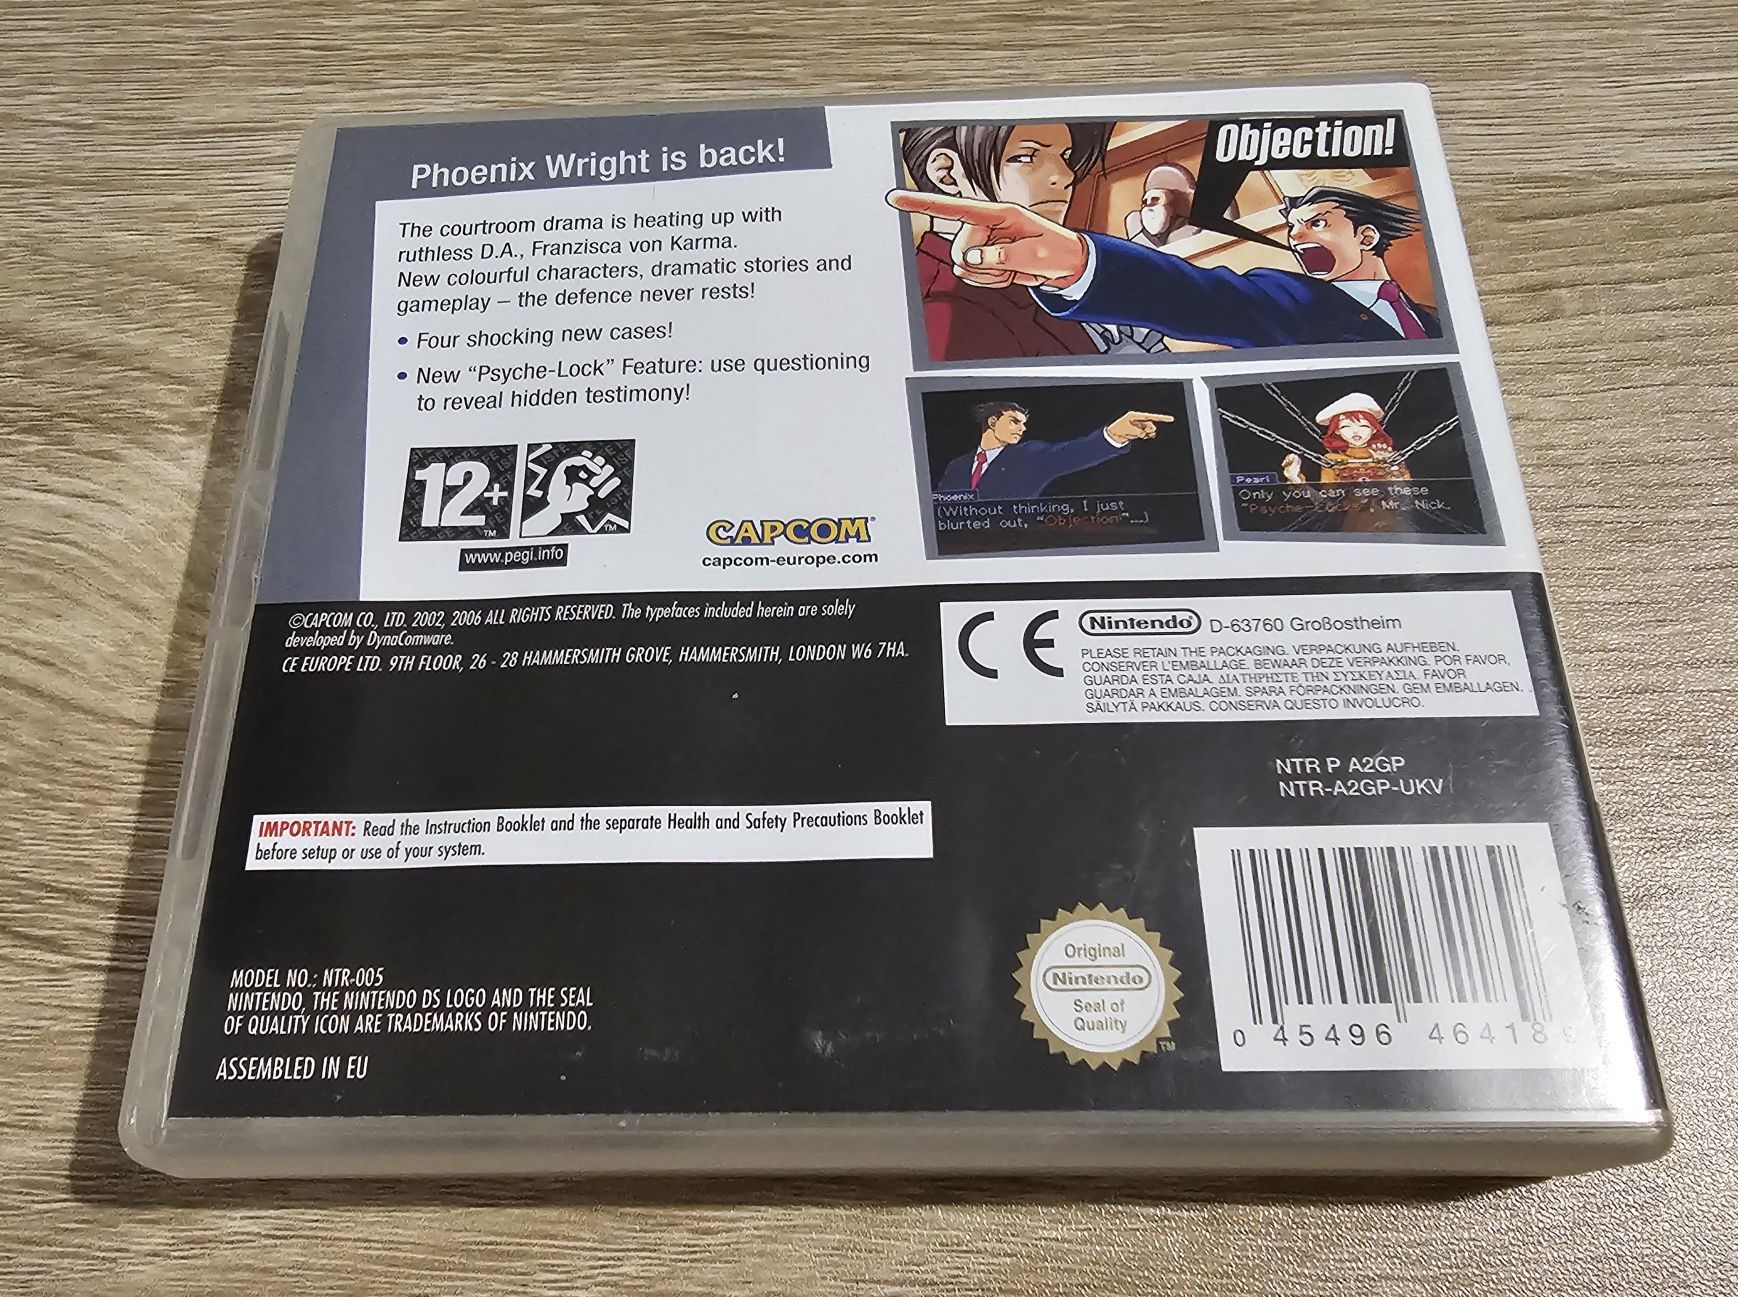 Phoenix Wright is back!
The courtroom drama is heating up with
ruthless D.A., Franzisca von Karma.
New colourful characters, dramatic stories and
gameplay – the defence never rests!
• Four shocking new cases!
• New “Psyche-Lock” Feature: use questioning
to reveal hidden testimony!
12+
TM
TM
www.pegi.info
CAPCOM®
capcom-europe.com
Objection!
Phoenix
(Without thinking, I just
blurted out, "Objection!"...)
Pearl
Only you can see these
"Psyche-Locks", Mr. Nick.
©CAPCOM CO., LTD. 2002, 2006 ALL RIGHTS RESERVED. The typefaces included herein are solely
developed by DynaComware.
CE EUROPE LTD. 9TH FLOOR, 26 - 28 HAMMERSMITH GROVE, HAMMERSMITH, LONDON W6 7HA.
CE
Nintendo® D-63760 Großostheim
PLEASE RETAIN THE PACKAGING. VERPACKUNG AUFHEBEN.
CONSERVER L'EMBALLAGE. BEWAAR DEZE VERPAKKING. POR FAVOR,
GUARDA ESTA CAJA. ΔΙΑΤΗΡΗΣΤΕ ΤΗΝ ΣΥΣΚΕΥΑΣΙΑ. FAVOR
GUARDAR A EMBALAGEM. SPARA FÖRPACKNINGEN. GEM EMBALLAGEN.
SÄILYTÄ PAKKAUS. CONSERVA QUESTO INVOLUCRO.
NTR P A2GP
NTR-A2GP-UKV
IMPORTANT: Read the Instruction Booklet and the separate Health and Safety Precautions Booklet
before setup or use of your system.
MODEL NO.: NTR-005
NINTENDO, THE NINTENDO DS LOGO AND THE SEAL
OF QUALITY ICON ARE TRADEMARKS OF NINTENDO.
ASSEMBLED IN EU
Original
Nintendo
Seal of
Quality
TM
0 45496 46418